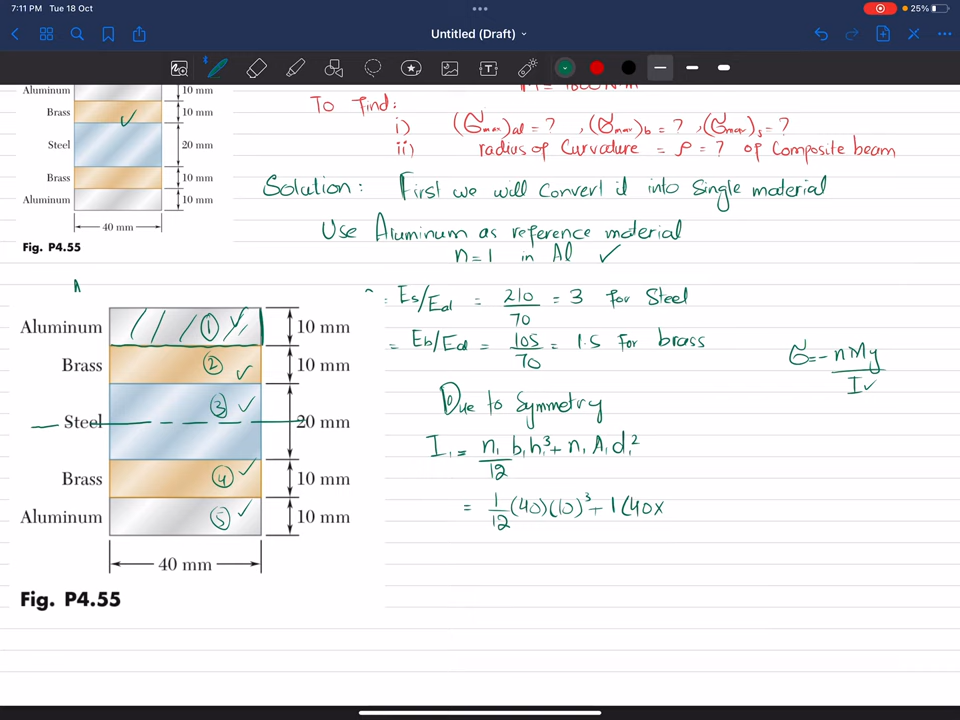 7:11 PM Tue 18 Oct
25%
Untitled (Draft)
Aluminum 10 mm
Brass 10 mm
Steel 20 mm
Brass 10 mm
Aluminum 10 mm
40 mm
Fig. P4.55
To find:
i) (σmax)al = ? , (σmax)b = ? , (σmax)s = ?
ii) radius of Curvature = ρ = ? of Composite beam
Solution: First we will convert it into Single material
Use Aluminum as reference material
n = 1 in Al ✓
= Es/Eal = 210/70 = 3 for Steel
= Eb/Eal = 105/70 = 1.5 for brass
σ = - nMy/I ✓
Due to Symmetry
I₁ = n₁/12 b₁h₁³ + n₁ A₁ d₁²
= 1/12 (40)(10)³ + 1(40x
Aluminum 1 ✓ 10 mm
Brass 2 ✓ 10 mm
Steel 3 ✓ 20 mm
Brass 4 ✓ 10 mm
Aluminum 5 ✓ 10 mm
40 mm
Fig. P4.55